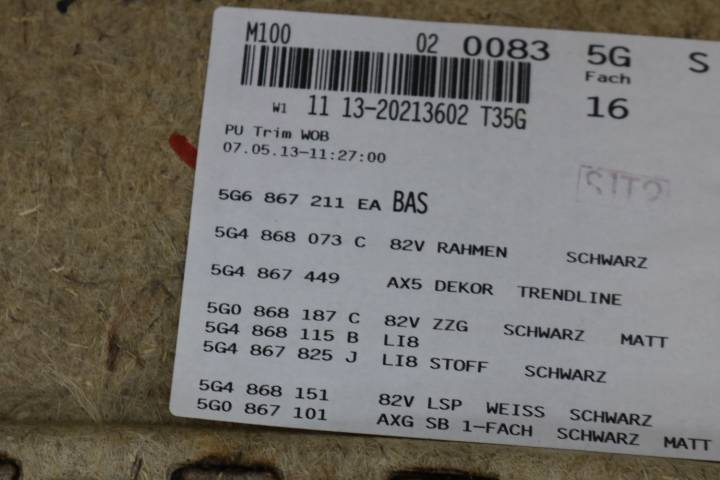 M100 02 0083 5G S
Fach
W1 11 13-20213602 T35G 16
PU Trim WOB
07.05.13-11:27:00
5G6 867 211 EA BAS
5G4 868 073 C 82V RAHMEN SCHWARZ
5G4 867 449 AX5 DEKOR TRENDLINE
5G0 868 187 C 82V ZZG SCHWARZ MATT
5G4 868 115 B LI8
5G4 867 825 J LI8 STOFF SCHWARZ
5G4 868 151 82V LSP WEISS SCHWARZ
5G0 867 101 AXG SB 1-FACH SCHWARZ MATT